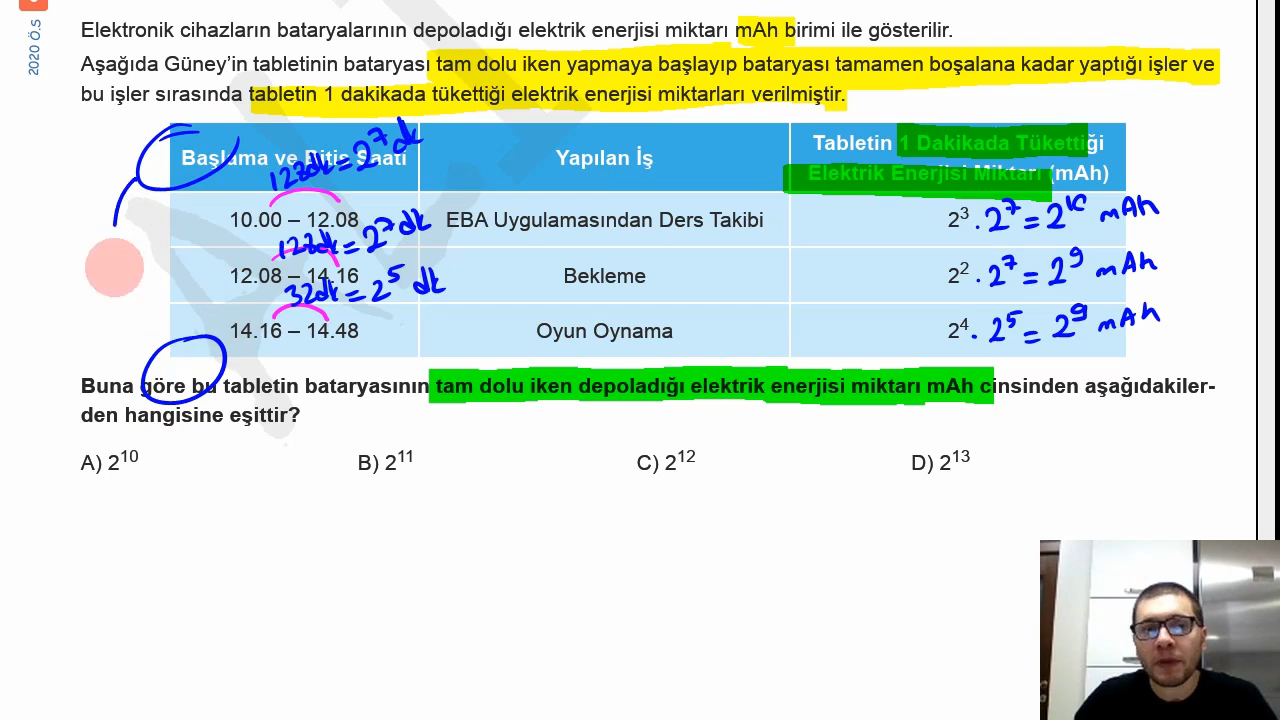 2020 Ö.S
Elektronik cihazların bataryalarının depoladığı elektrik enerjisi miktarı mAh birimi ile gösterilir.
Aşağıda Güney'in tabletinin bataryası tam dolu iken yapmaya başlayıp bataryası tamamen boşalana kadar yaptığı işler ve
bu işler sırasında tabletin 1 dakikada tükettiği elektrik enerjisi miktarları verilmiştir.
Başlama ve Bitiş Saati
Yapılan İş
Tabletin 1 Dakikada Tükettiği
Elektrik Enerjisi Miktarı (mAh)
128dk = 2⁷ dk
10.00 – 12.08
EBA Uygulamasından Ders Takibi
2³ . 2⁷ = 2¹⁰ mAh
128dk = 2⁷ dk
12.08 – 14.16
Bekleme
2² . 2⁷ = 2⁹ mAh
32dk = 2⁵ dk
14.16 – 14.48
Oyun Oynama
2⁴ . 2⁵ = 2⁹ mAh
Buna göre bu tabletin bataryasının tam dolu iken depoladığı elektrik enerjisi miktarı mAh cinsinden aşağıdakiler-
den hangisine eşittir?
A) 2¹⁰ B) 2¹¹ C) 2¹² D) 2¹³